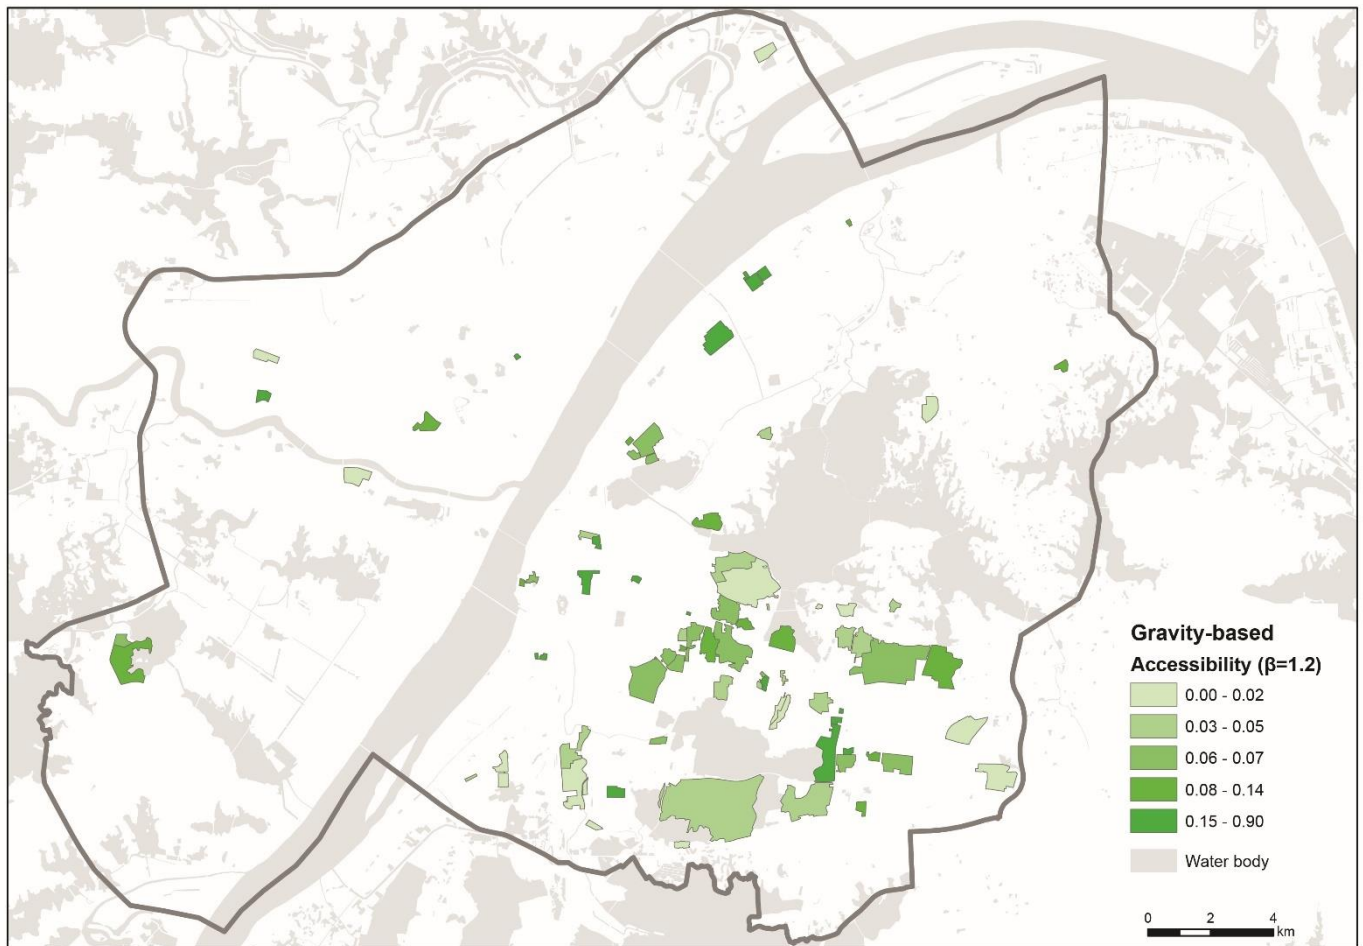 Gravity-based
Accessibility (β=1.2)
0.00 - 0.02
0.03 - 0.05
0.06 - 0.07
0.08 - 0.14
0.15 - 0.90
Water body
0 2 4
km